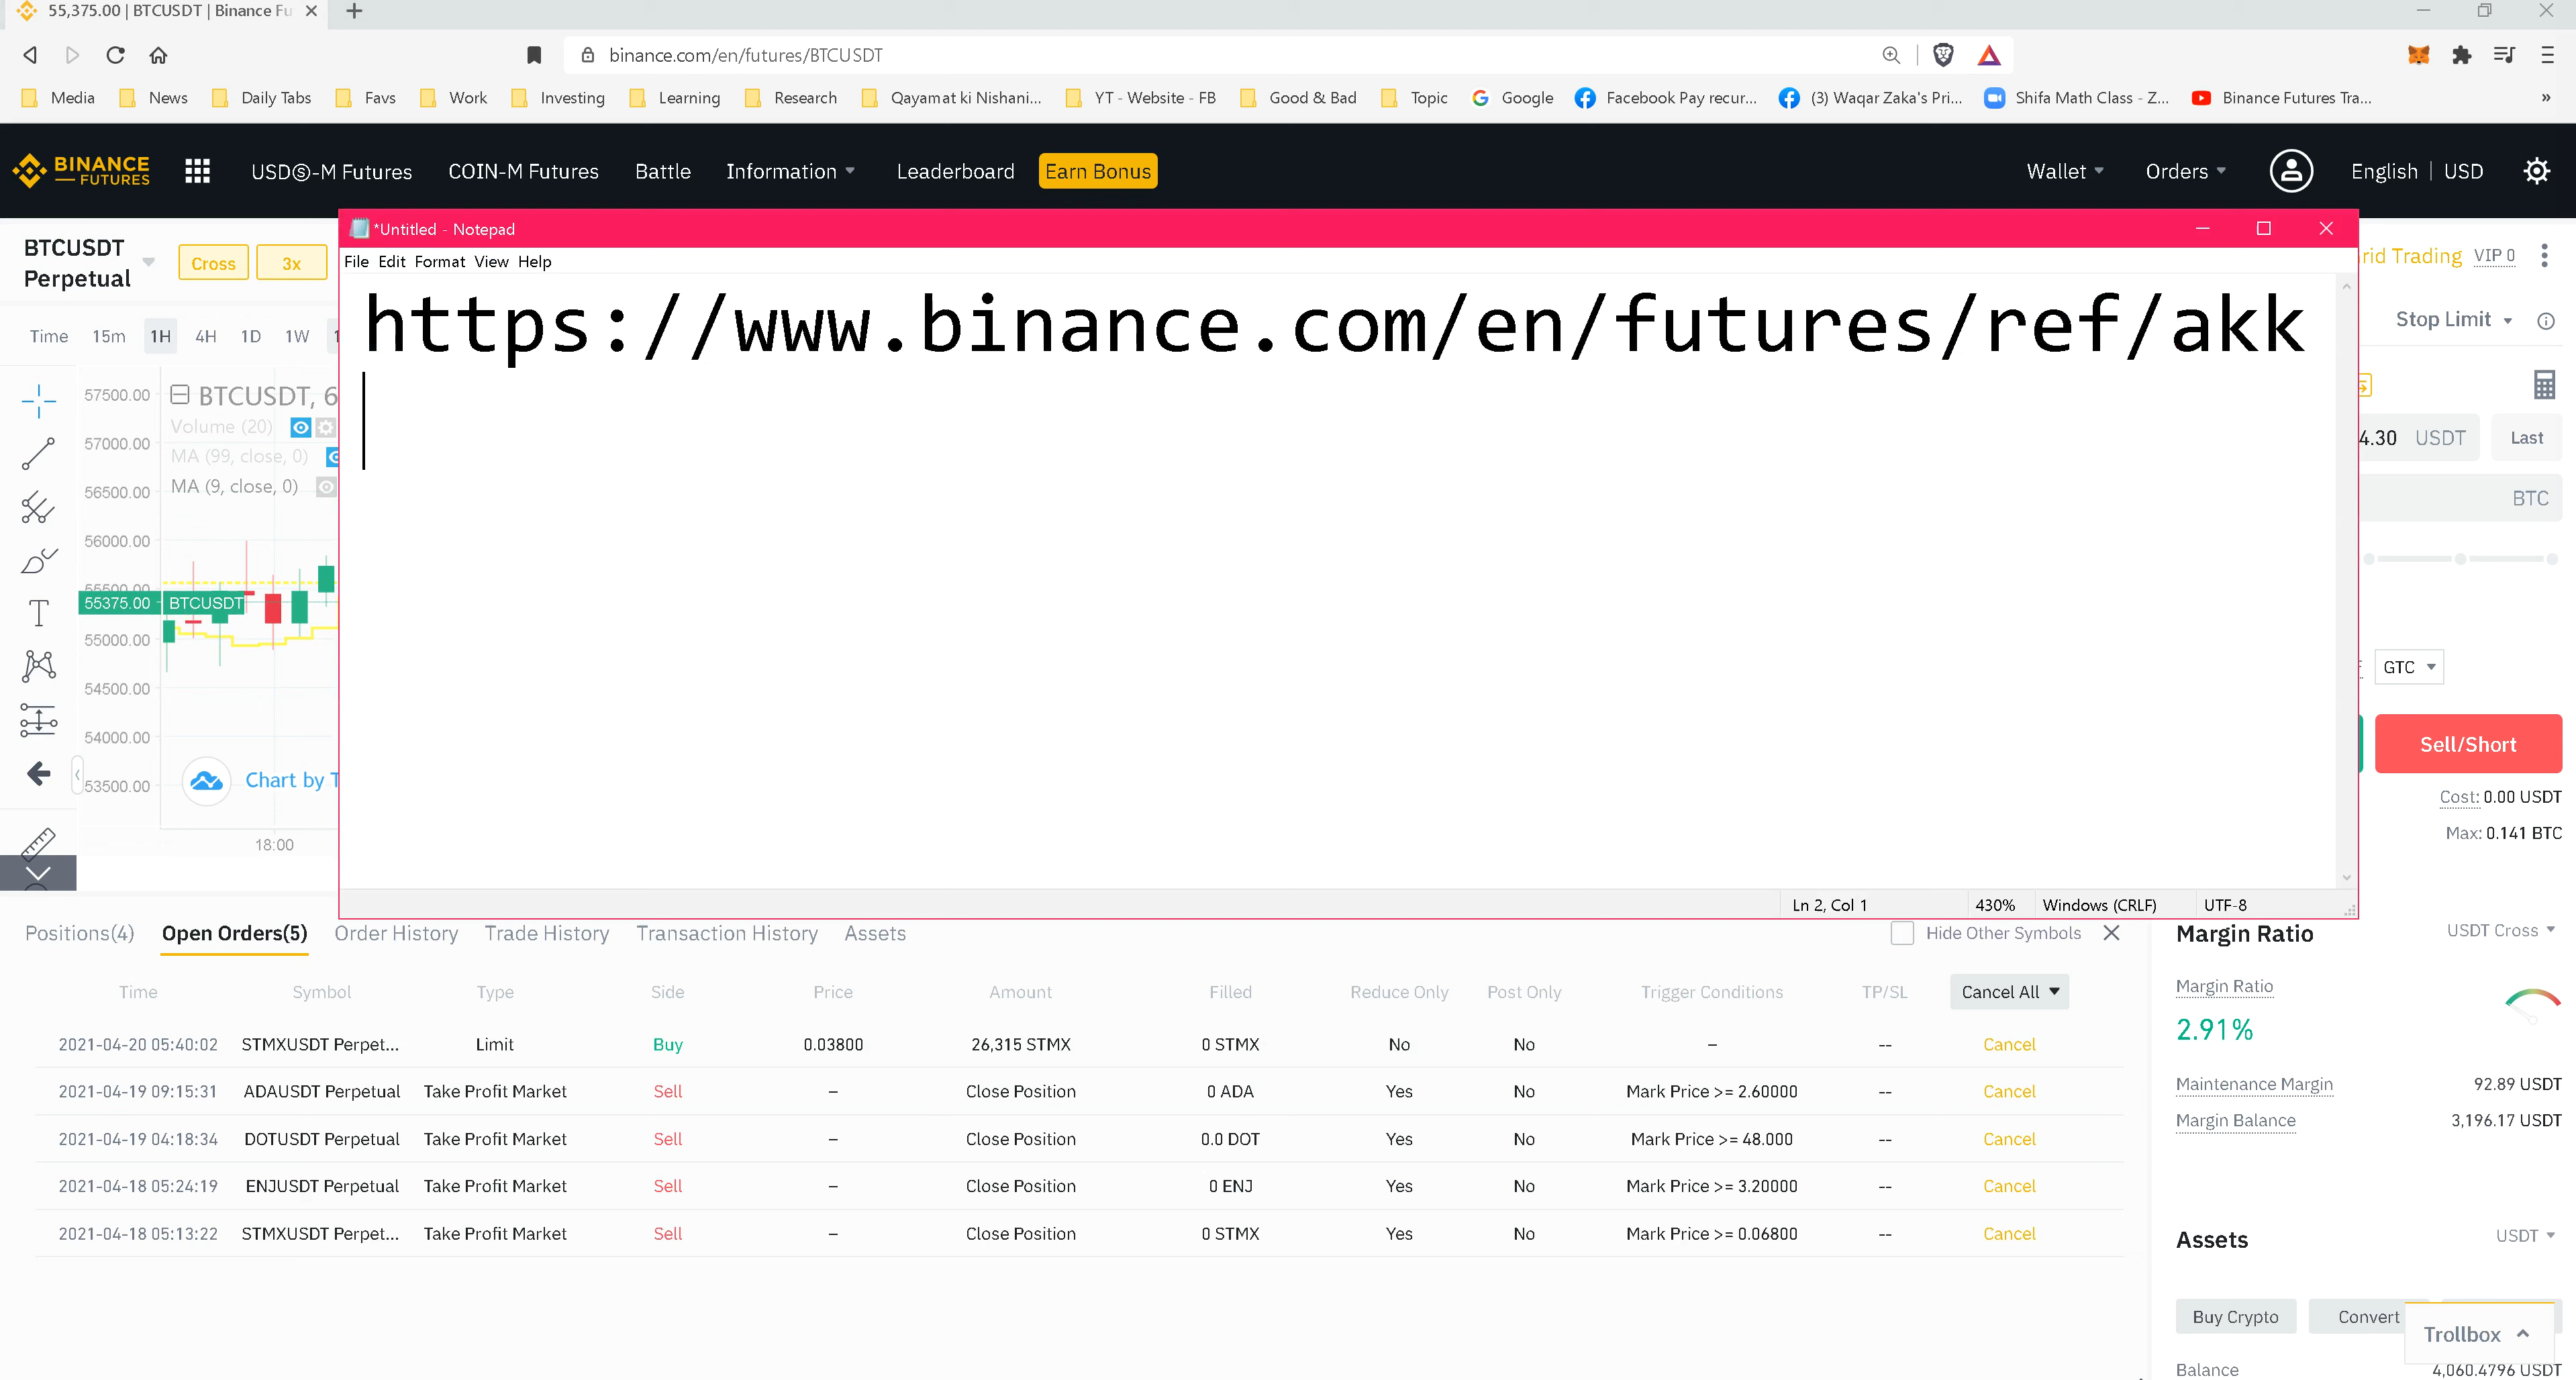 55,375.00 | BTCUSDT | Binance Fu
binance.com/en/futures/BTCUSDT
Media News Daily Tabs Favs Work Investing Learning Research Qayamat ki Nishani... YT - Website - FB Good & Bad Topic Google Facebook Pay recur... (3) Waqar Zaka's Pri... Shifa Math Class - Z... Binance Futures Tra... »
BINANCE
FUTURES
USDⓈ-M Futures COIN-M Futures Battle Information Leaderboard Earn Bonus Wallet Orders English | USD
BTCUSDT
Perpetual
Cross 3x
*Untitled - Notepad
rid Trading VIP 0
File Edit Format View Help
https://www.binance.com/en/futures/ref/akk
Time 15m 1H 4H 1D 1W
Stop Limit
57500.00
BTCUSDT, 6
Volume (20)
4.30 USDT Last
57000.00
MA (99, close, 0)
MA (9, close, 0)
56500.00
BTC
56000.00
55500.00
55375.00 BTCUSDT
55000.00
GTC
54500.00
54000.00
Sell/Short
Chart by T
53500.00
Cost: 0.00 USDT
Max: 0.141 BTC
18:00
Ln 2, Col 1 430% Windows (CRLF) UTF-8
Positions(4) Open Orders(5) Order History Trade History Transaction History Assets Hide Other Symbols
Margin Ratio USDT Cross
Time Symbol Type Side Price Amount Filled Reduce Only Post Only Trigger Conditions TP/SL Cancel All
Margin Ratio
2.91%
2021-04-20 05:40:02 STMXUSDT Perpet... Limit Buy 0.03800 26,315 STMX 0 STMX No No – -- Cancel
2021-04-19 09:15:31 ADAUSDT Perpetual Take Profit Market Sell – Close Position 0 ADA Yes No Mark Price >= 2.60000 -- Cancel
Maintenance Margin 92.89 USDT
Margin Balance 3,196.17 USDT
2021-04-19 04:18:34 DOTUSDT Perpetual Take Profit Market Sell – Close Position 0.0 DOT Yes No Mark Price >= 48.000 -- Cancel
2021-04-18 05:24:19 ENJUSDT Perpetual Take Profit Market Sell – Close Position 0 ENJ Yes No Mark Price >= 3.20000 -- Cancel
2021-04-18 05:13:22 STMXUSDT Perpet... Take Profit Market Sell – Close Position 0 STMX Yes No Mark Price >= 0.06800 -- Cancel
Assets USDT
Buy Crypto Convert
Trollbox
Balance 4,060.4796 USDT